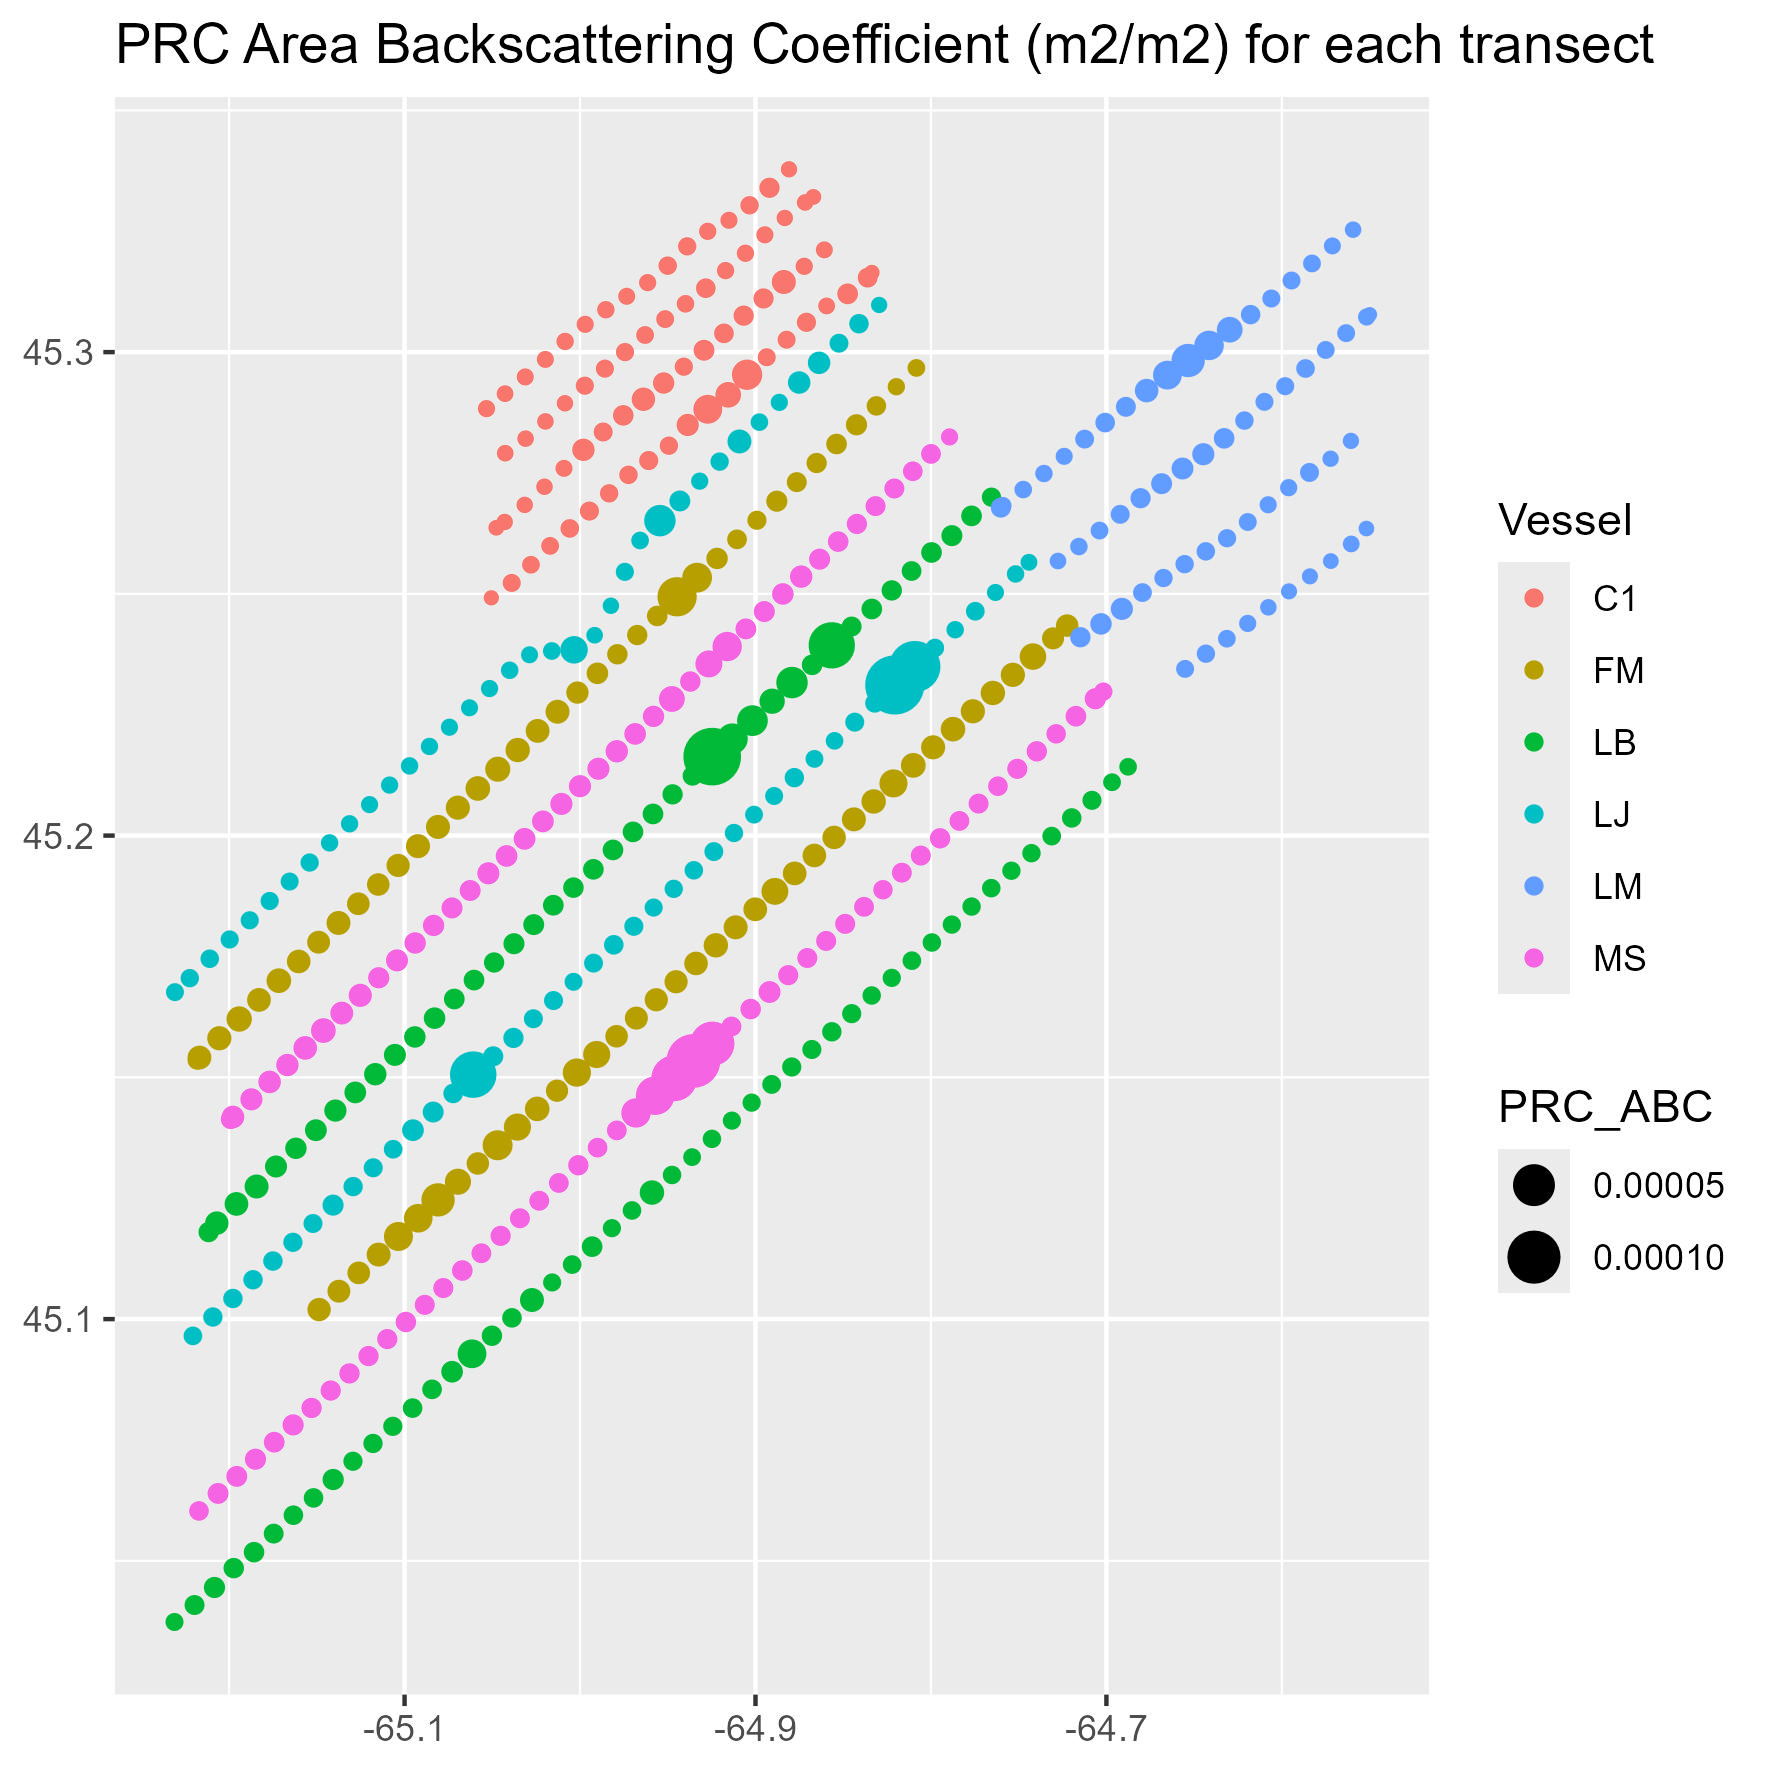 PRC Area Backscattering Coefficient (m2/m2) for each transect
45.3
45.2
45.1
-65.1
-64.9
-64.7
Vessel
C1
FM
LB
LJ
LM
MS
PRC_ABC
0.00005
0.00010